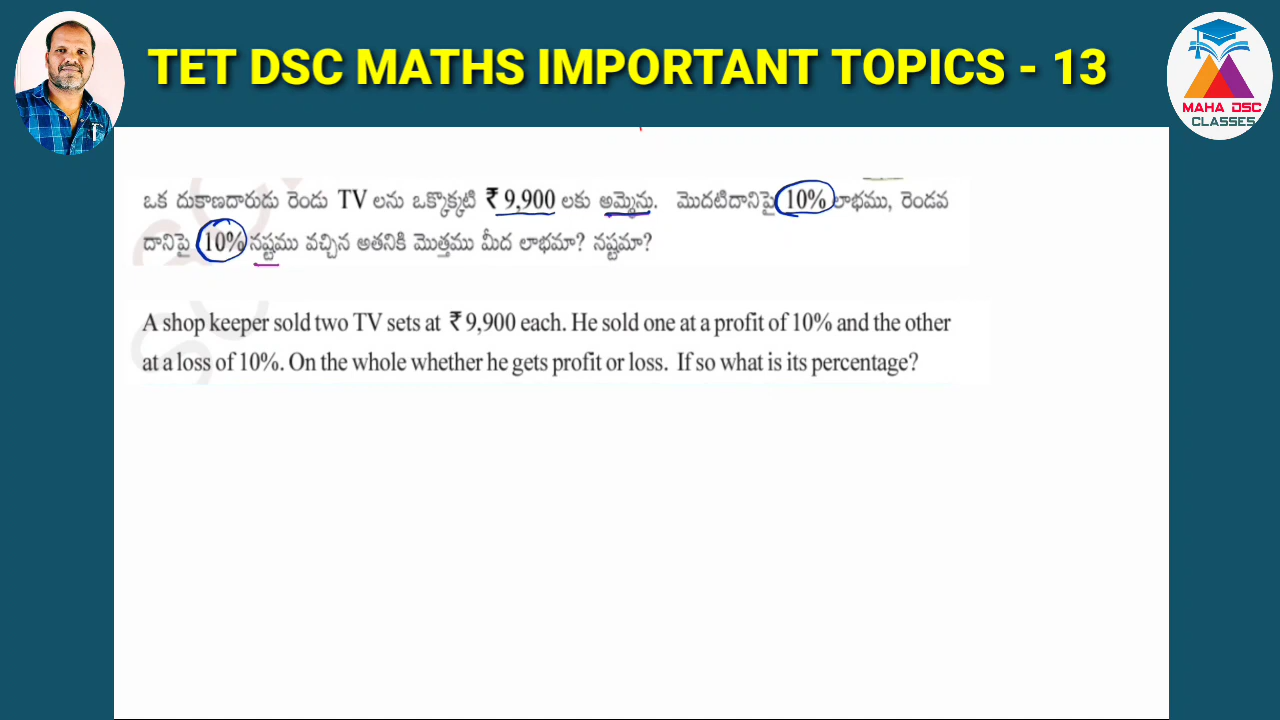 TET DSC MATHS IMPORTANT TOPICS - 13
MAHA DSC
CLASSES
ఒక దుకాణదారుడు రెండు TV లను ఒక్కొక్కటి ₹ 9,900 లకు అమ్మెను. మొదటిదానిపై 10% లాభము, రెండవ
దానిపై 10% నష్టము వచ్చిన అతనికి మొత్తము మీద లాభమా? నష్టమా?
A shop keeper sold two TV sets at ₹ 9,900 each. He sold one at a profit of 10% and the other
at a loss of 10%. On the whole whether he gets profit or loss. If so what is its percentage?